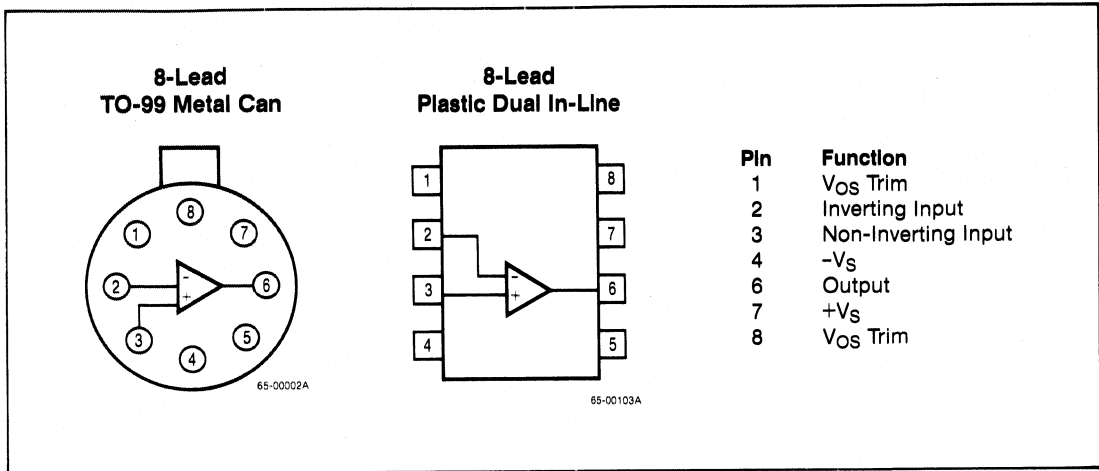 8-Lead
TO-99 Metal Can
8
1
7
2
-
+
6
3
5
4
65-00002A
8-Lead
Plastic Dual In-Line
1
8
2
7
-
3
+
6
4
5
65-00103A
Pin Function
1 VOS Trim
2 Inverting Input
3 Non-Inverting Input
4 -VS
6 Output
7 +VS
8 VOS Trim